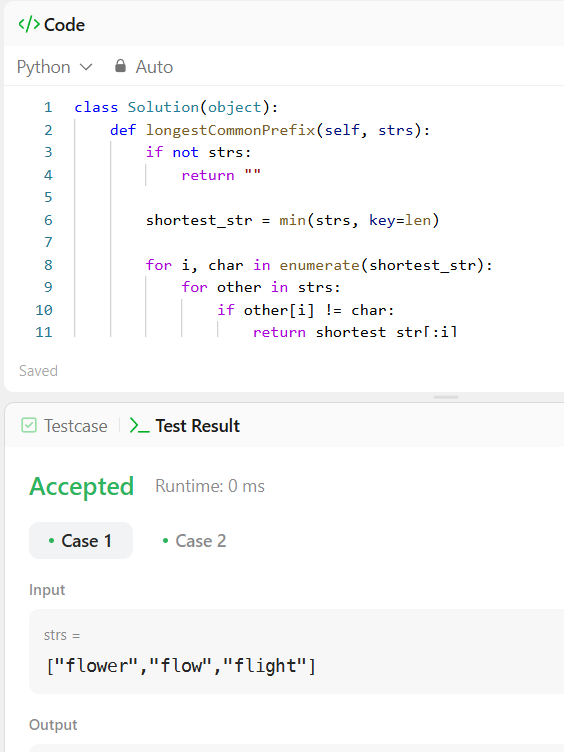 </> Code
Python Auto
1 class Solution(object):
2 def longestCommonPrefix(self, strs):
3 if not strs:
4 return ""
5
6 shortest_str = min(strs, key=len)
7
8 for i, char in enumerate(shortest_str):
9 for other in strs:
10 if other[i] != char:
11 return shortest_str[:i]
Saved
Testcase >_ Test Result
Accepted Runtime: 0 ms
• Case 1 • Case 2
Input
strs =
["flower","flow","flight"]
Output